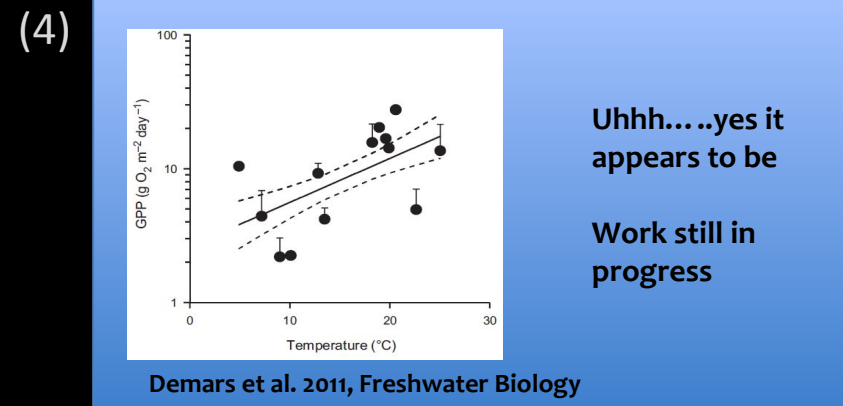 (4)
100
10
1
GPP (g O₂ m⁻² day⁻¹)
0 10 20 30
Temperature (°C)
Uhhh.....yes it
appears to be
Work still in
progress
Demars et al. 2011, Freshwater Biology